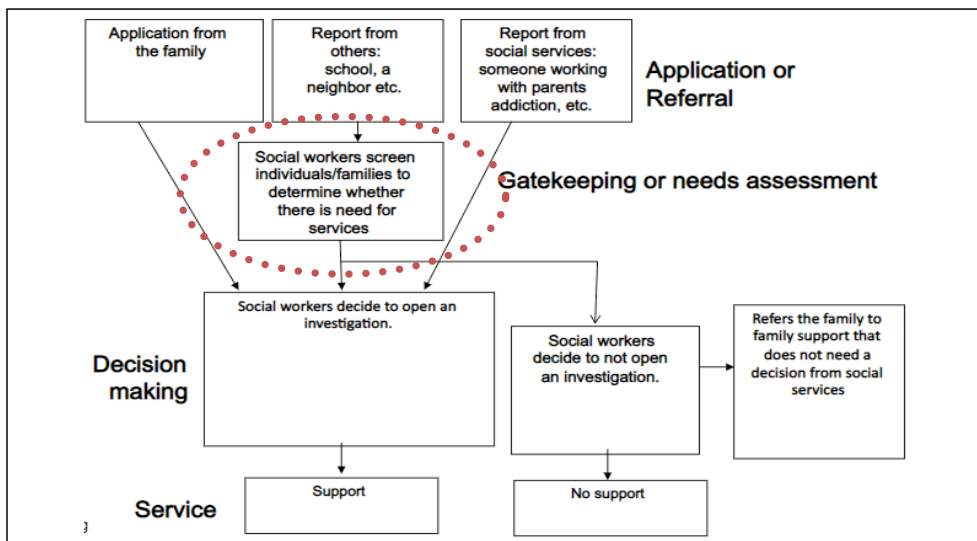 Application from
the family
Report from
others:
school, a
neighbor etc.
Report from
social services:
someone working
with parents
addiction, etc.
Application or
Referral
Social workers screen
individuals/families to
determine whether
there is need for
services
Gatekeeping or needs assessment
Social workers decide to open an
investigation.
Social workers
decide to not open
an investigation.
Refers the family to
family support that
does not need a
decision from social
services
Decision
making
Support
No support
Service
g